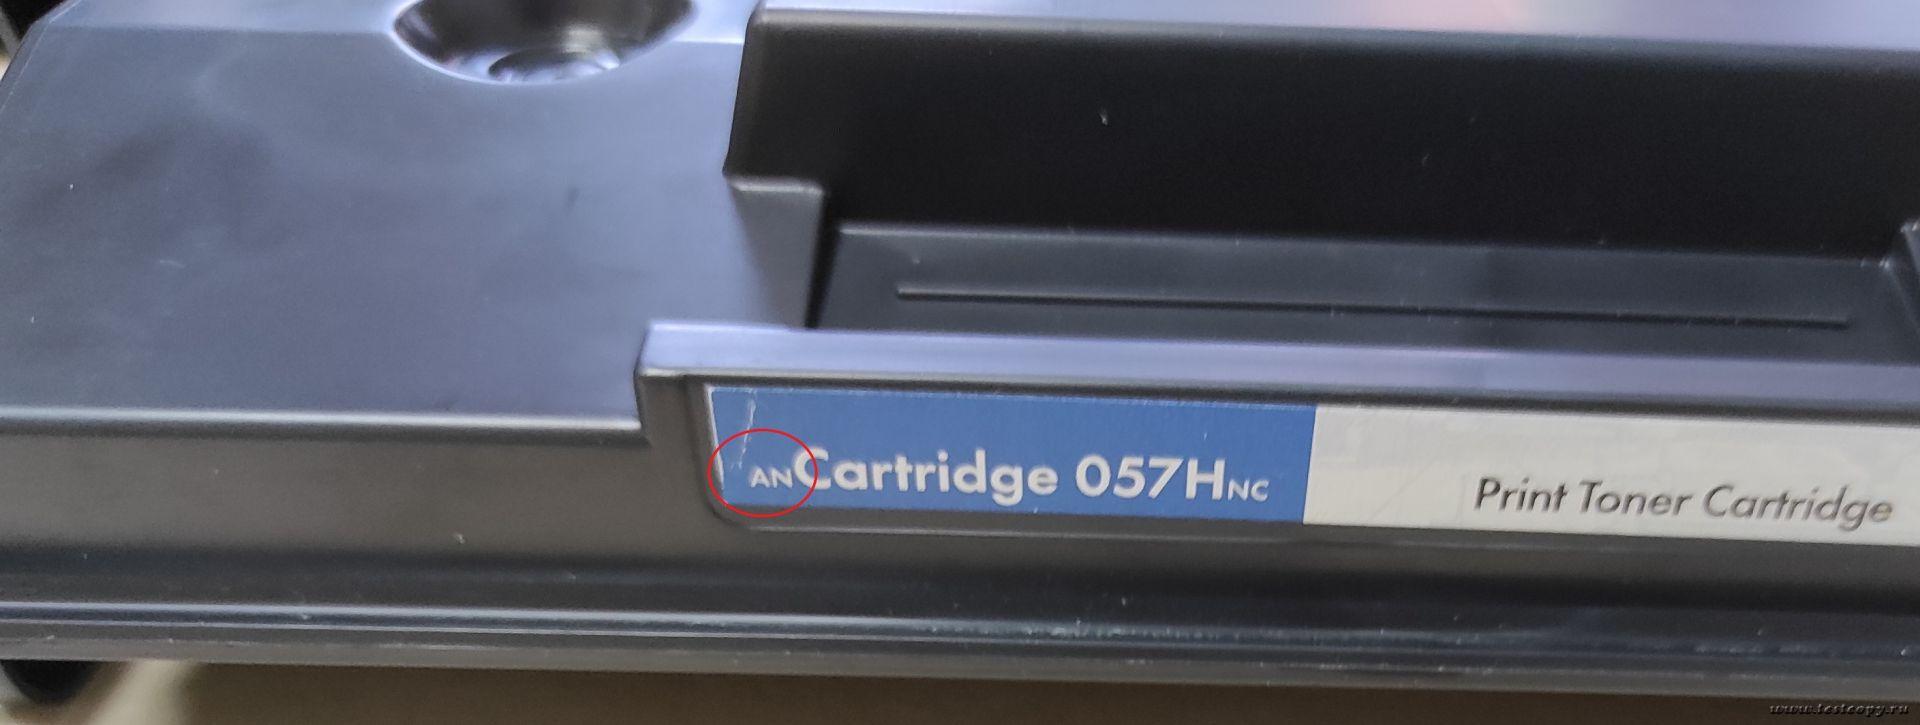 ANCartridge 057HNC
Print Toner Cartridge
www.testcopy.ru